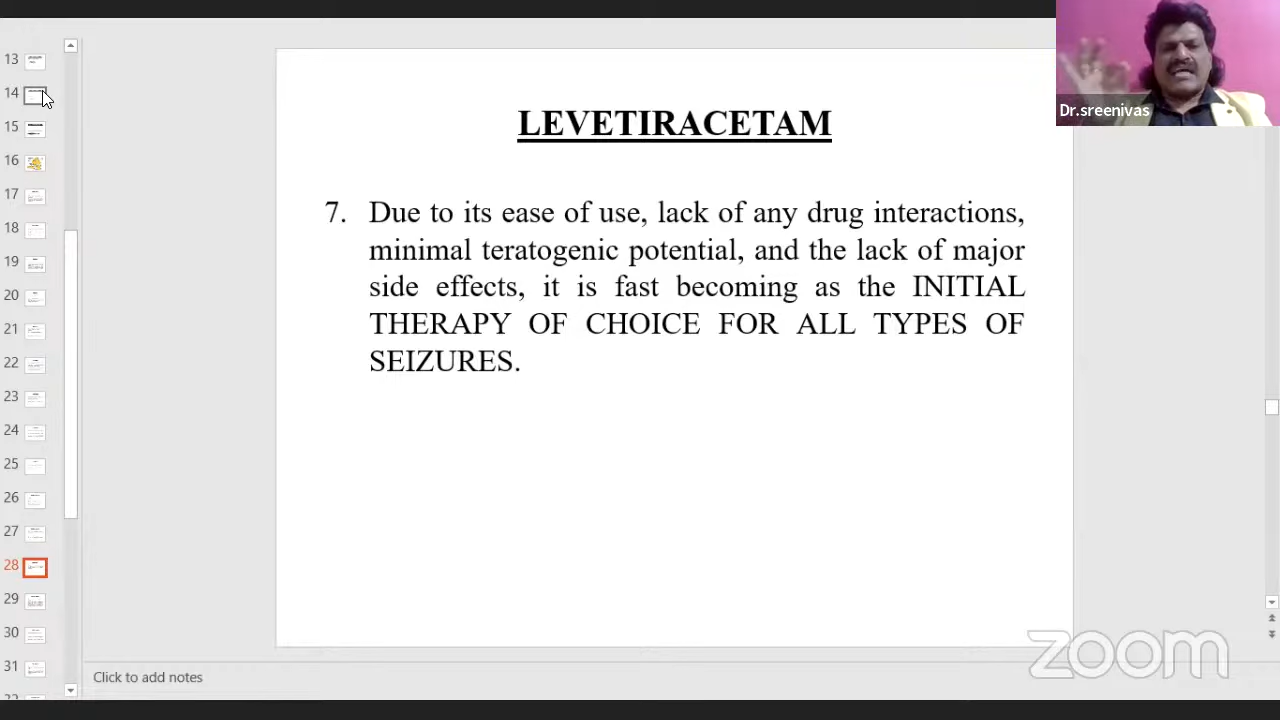 Dr.sreenivas
13
14
15
16
17
18
19
20
21
22
23
24
25
26
27
28
29
30
31
LEVETIRACETAM
7. Due to its ease of use, lack of any drug interactions,
minimal teratogenic potential, and the lack of major
side effects, it is fast becoming as the INITIAL
THERAPY OF CHOICE FOR ALL TYPES OF
SEIZURES.
zoom
Click to add notes